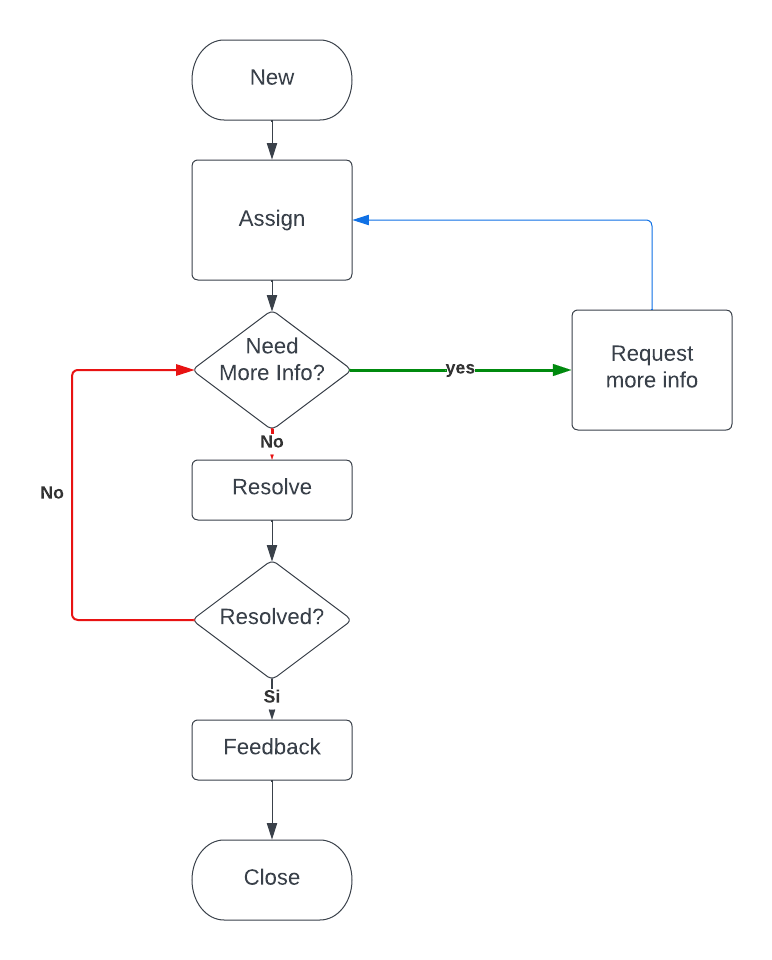 New
Assign
Need
More Info?
yes
Request
more info
No
Resolve
No
Resolved?
Si
Feedback
Close